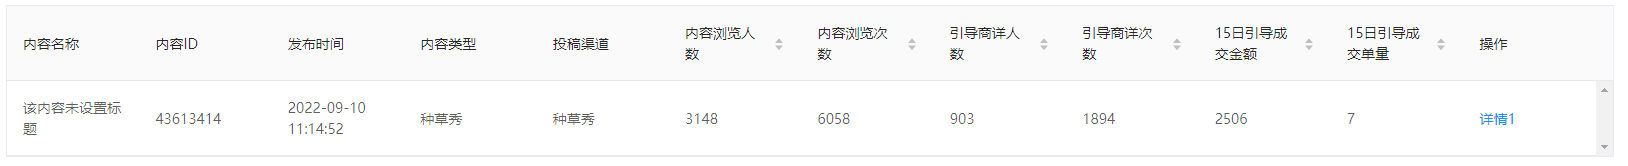 内容名称 内容ID 发布时间 内容类型 投稿渠道 内容浏览人数 内容浏览次数 引导商详人数 引导商详次数 15日引导成交金额 15日引导成交单量 操作
该内容未设置标题 43613414 2022-09-10 11:14:52 种草秀 种草秀 3148 6058 903 1894 2506 7 详情1